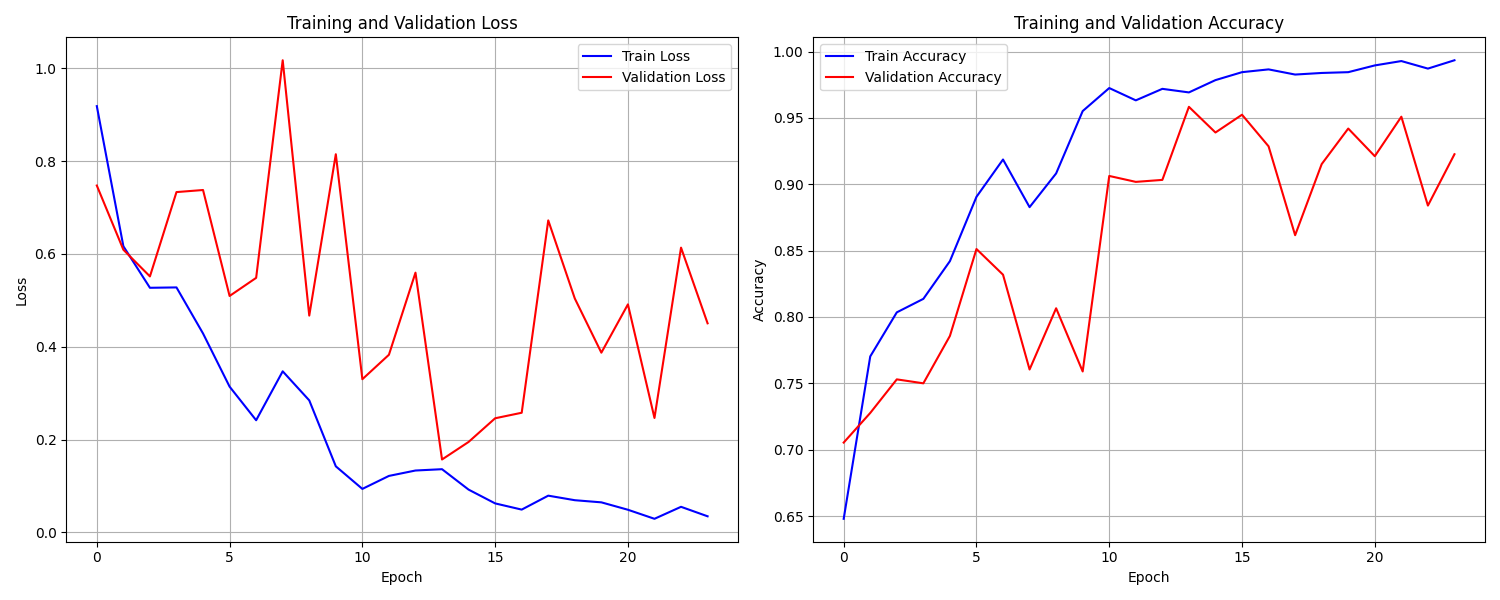 Training and Validation Loss
Train Loss
Validation Loss
Loss
1.0
0.8
0.6
0.4
0.2
0.0
0 5 10 15 20
Epoch
Training and Validation Accuracy
Train Accuracy
Validation Accuracy
Accuracy
1.00
0.95
0.90
0.85
0.80
0.75
0.70
0.65
0 5 10 15 20
Epoch